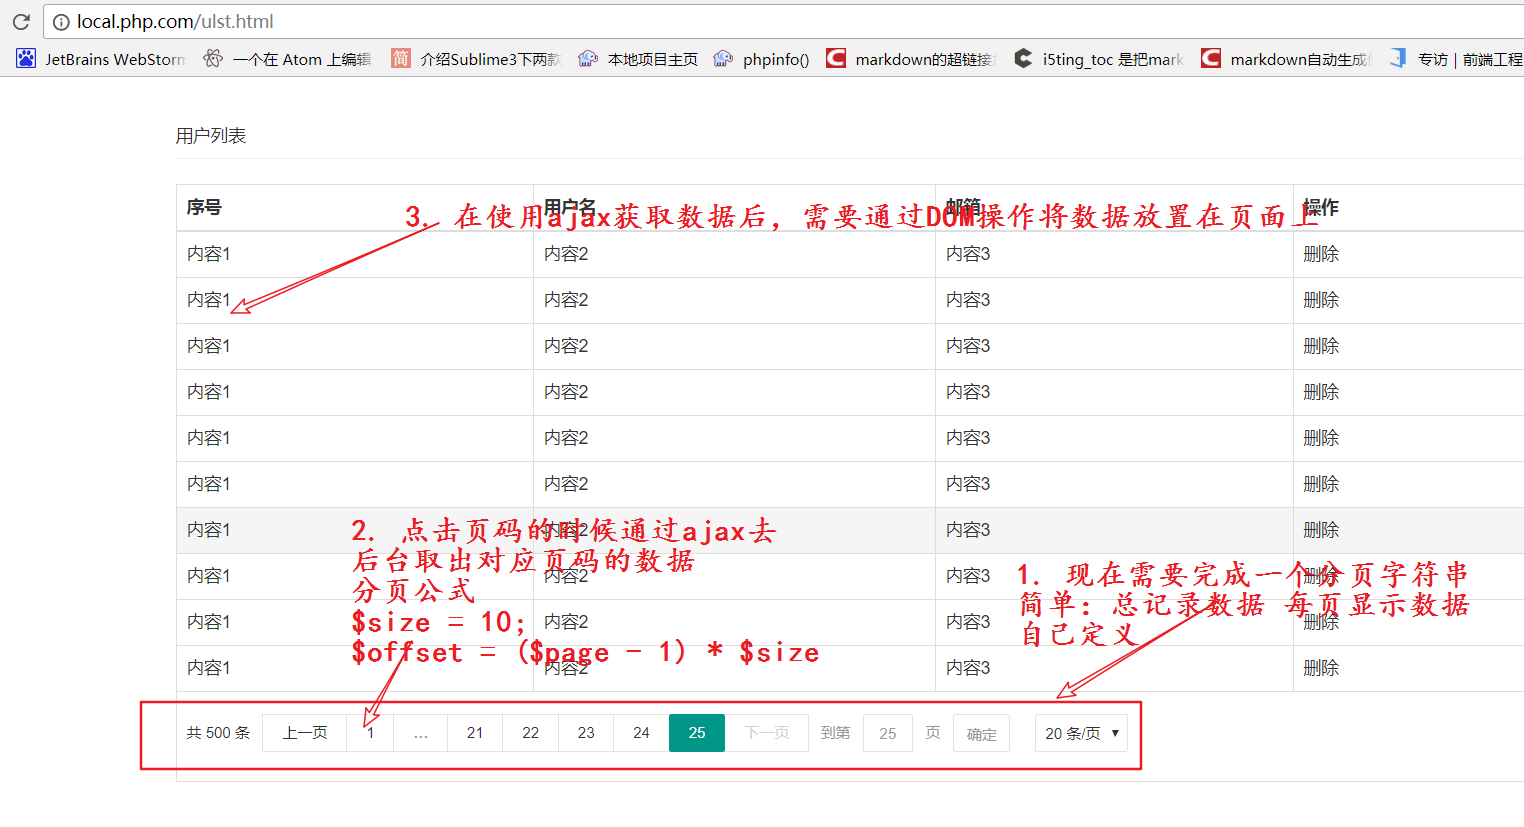 local.php.com/ulst.html
JetBrains WebStorm 一个在 Atom 上编辑 简 介绍Sublime3下两款 本地项目主页 phpinfo() markdown的超链接 i5ting_toc 是把mark markdown自动生成 专访 | 前端工程
用户列表
序号 用户名 邮箱 操作
3. 在使用ajax获取数据后，需要通过DOM操作将数据放置在页面上
内容1 内容2 内容3 删除
内容1 内容2 内容3 删除
内容1 内容2 内容3 删除
内容1 内容2 内容3 删除
内容1 内容2 内容3 删除
内容1 内容2 内容3 删除
内容1 内容2 内容3 删除
内容1 内容2 内容3 删除
内容1 内容2 内容3 删除
内容1 内容2 内容3 删除
2. 点击页码的时候通过ajax去
后台取出对应页码的数据
分页公式
$size = 10;
$offset = ($page - 1) * $size
1. 现在需要完成一个分页字符串
简单：总记录数据 每页显示数据
自己定义
共 500 条 上一页 1 … 21 22 23 24 25 下一页 到第 25 页 确定 20 条/页